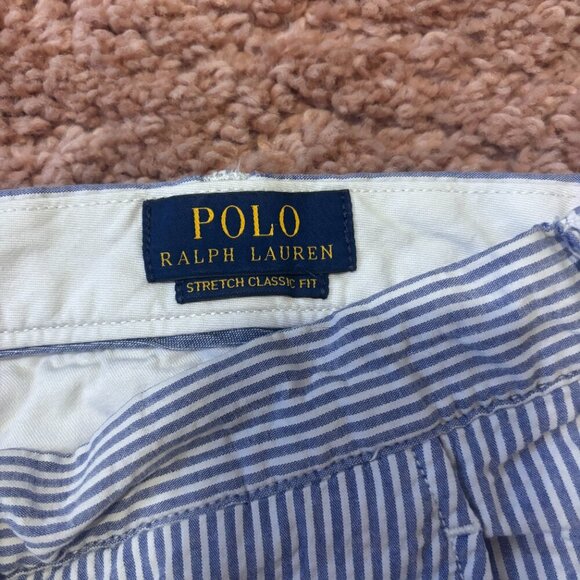 POLO
RALPH LAUREN
STRETCH CLASSIC FIT